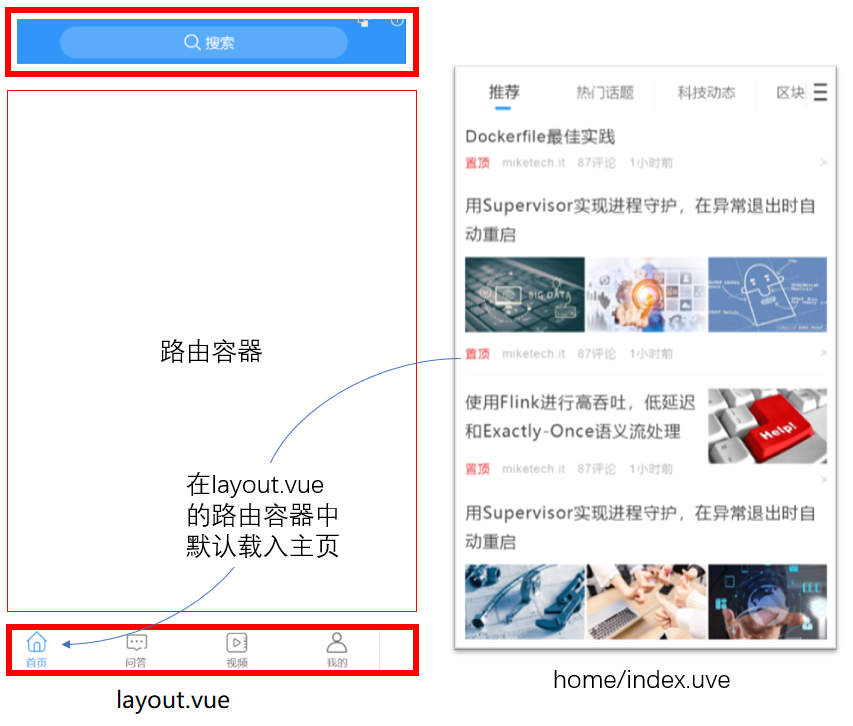 搜索
路由容器
在layout.vue
的路由容器中
默认载入主页
首页 问答 视频 我的
layout.vue
推荐 热门话题 科技动态 区块
Dockerfile最佳实践
置顶 miketech.it 87评论 1小时前
用Supervisor实现进程守护，在异常退出时自
动重启
BIG DATA
置顶 miketech.it 87评论 1小时前
使用Flink进行高吞吐，低延迟
和Exactly-Once语义流处理
Help!
置顶 miketech.it 87评论 1小时前
用Supervisor实现进程守护，在异常退出时自
动重启
home/index.uve